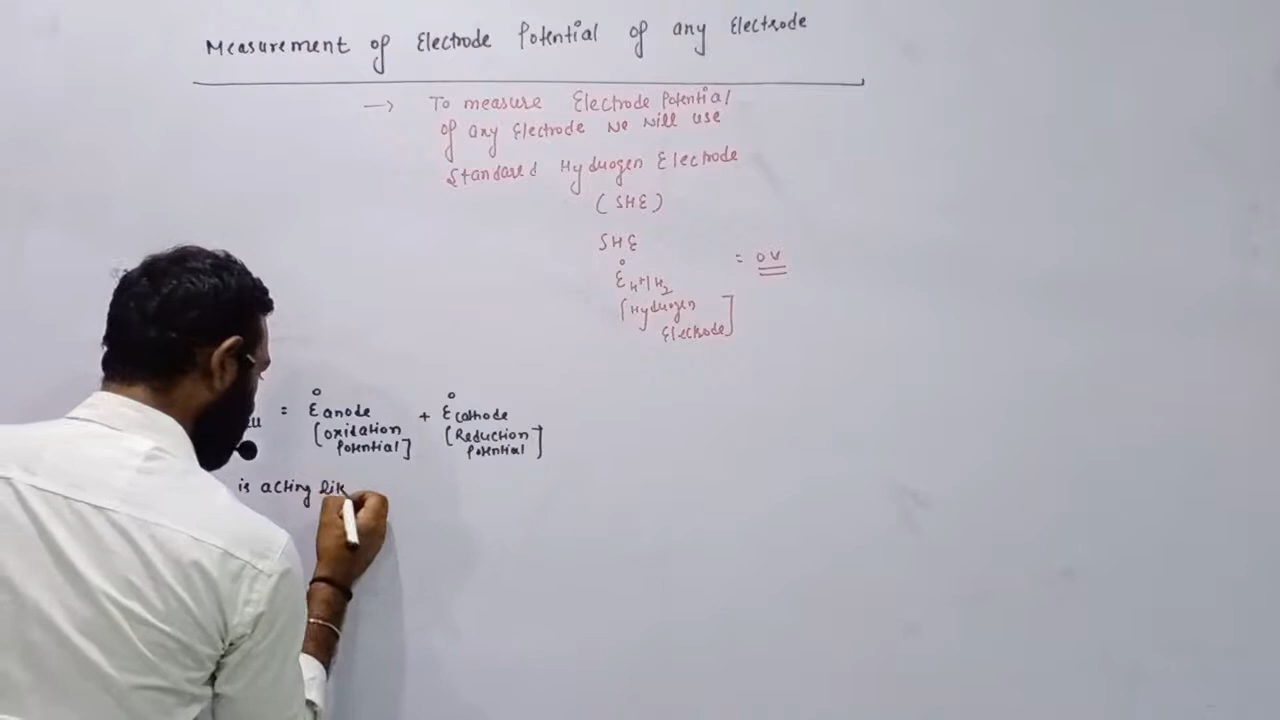 Measurement of Electrode Potential of any Electrode
→ To measure Electrode Potential
of any Electrode we will use
Standard Hydrogen Electrode
(SHE)
SHE
E°H+/H2 = 0V
[Hydrogen
Electrode]
= E°anode + E°cathode
[oxidation potential] [Reduction potential]
is acting lik